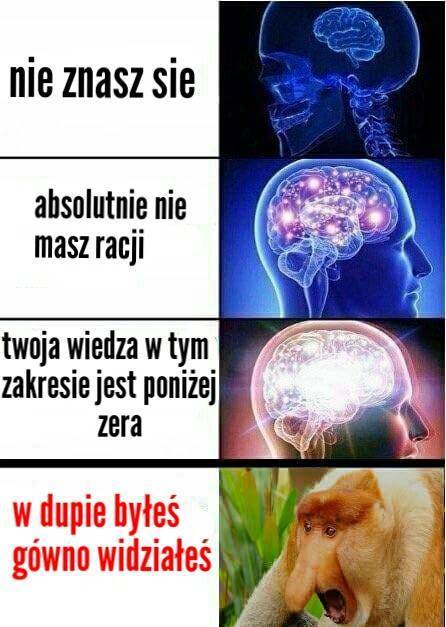 nie znasz sie
absolutnie nie
masz racji
twoja wiedza w tym
zakresie jest poniżej
zera
w dupie byłeś
gówno widziałeś